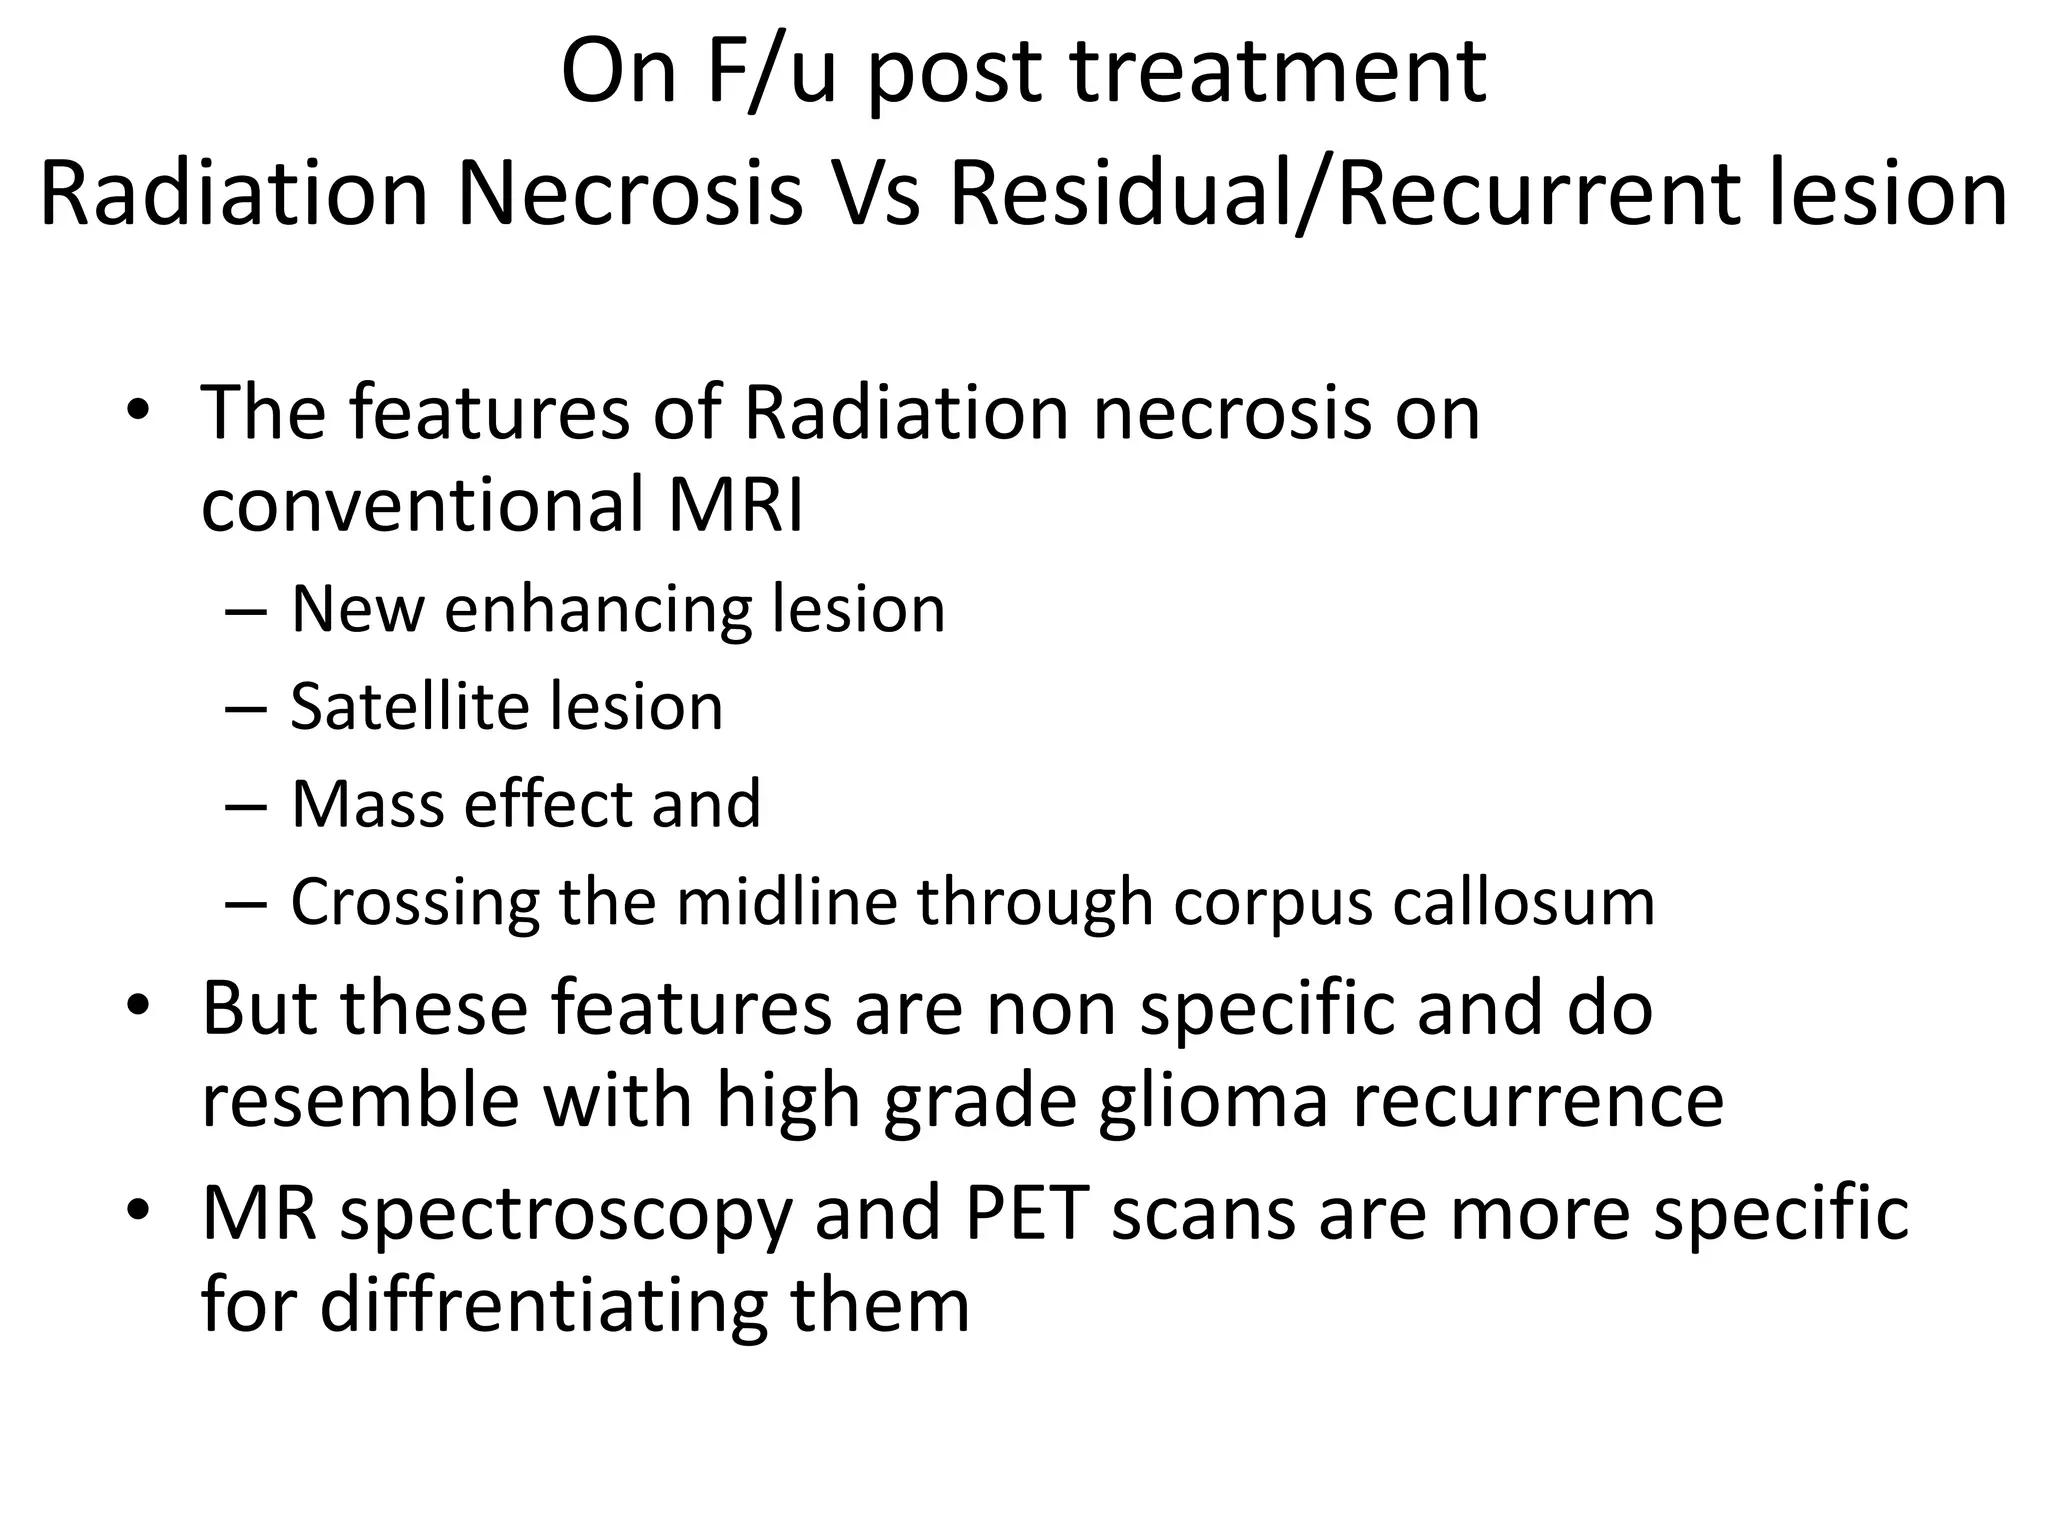 On F/u post treatment
Radiation Necrosis Vs Residual/Recurrent lesion
• The features of Radiation necrosis on
conventional MRI
– New enhancing lesion
– Satellite lesion
– Mass effect and
– Crossing the midline through corpus callosum
• But these features are non specific and do
resemble with high grade glioma recurrence
• MR spectroscopy and PET scans are more specific
for diffrentiating them